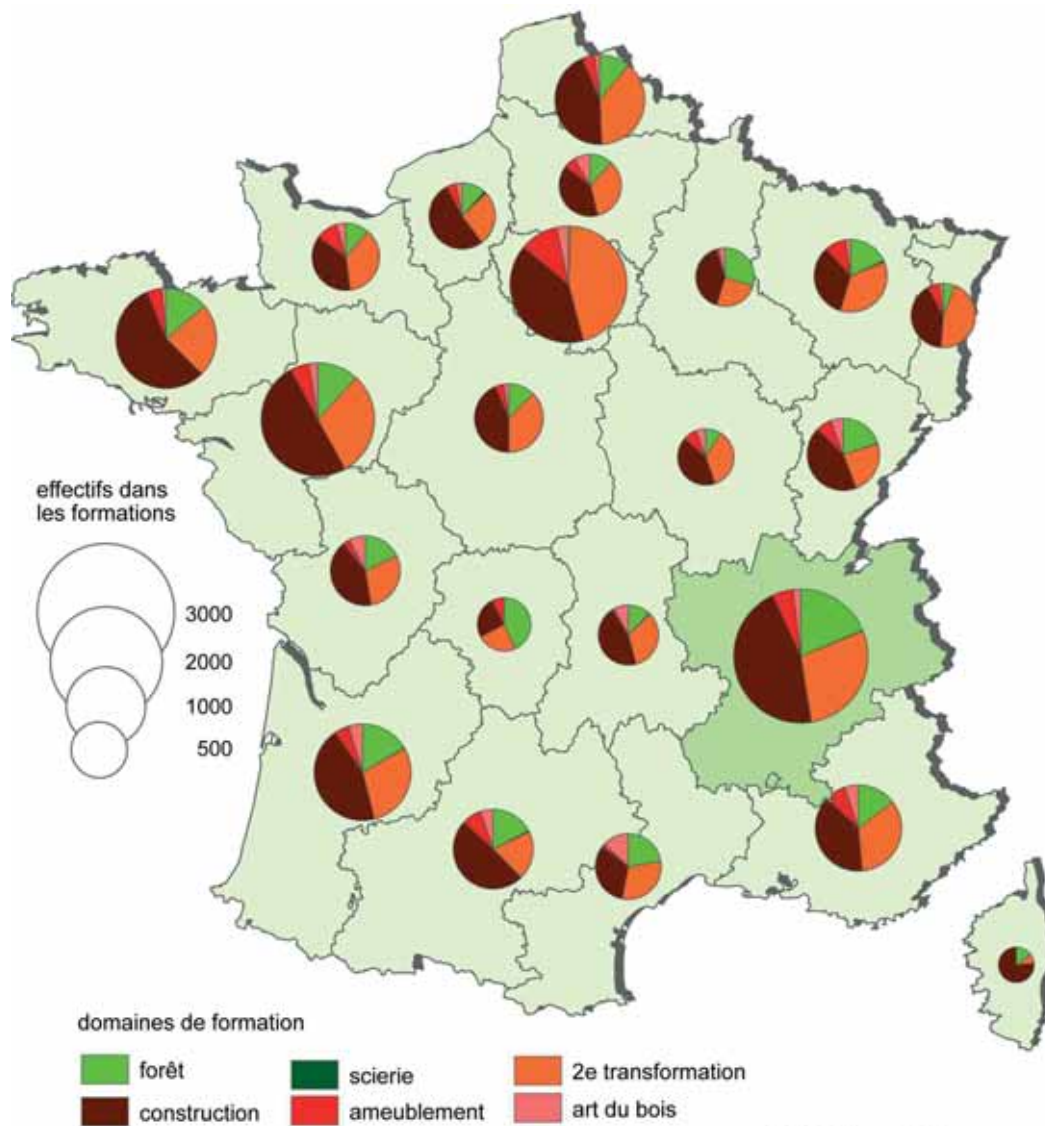 effectifs dans
les formations
3000
2000
1000
500
domaines de formation
forêt
scierie
2e transformation
construction
ameublement
art du bois